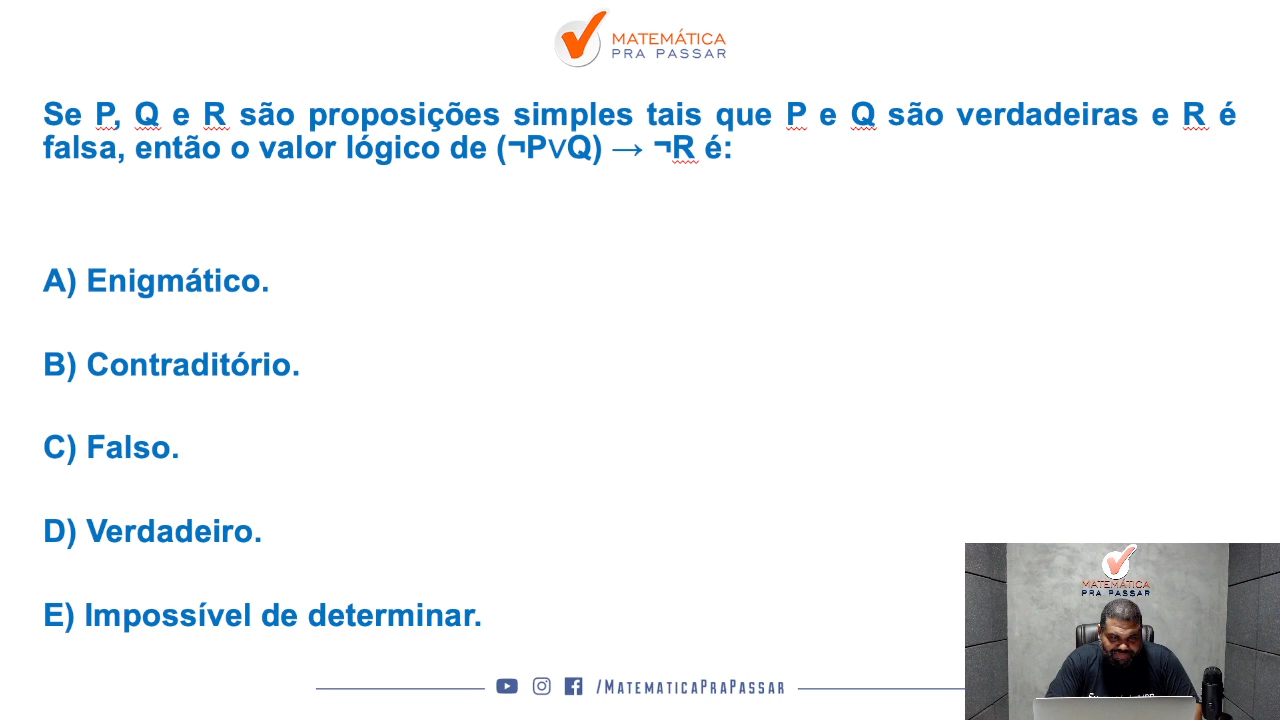 MATEMÁTICA
PRA PASSAR
Se P, Q e R são proposições simples tais que P e Q são verdadeiras e R é
falsa, então o valor lógico de (¬P∨Q) → ¬R é:
A) Enigmático.
B) Contraditório.
C) Falso.
D) Verdadeiro.
E) Impossível de determinar.
MATEMÁTICA
PRA PASSAR
/MATEMATICAPRAPASSAR